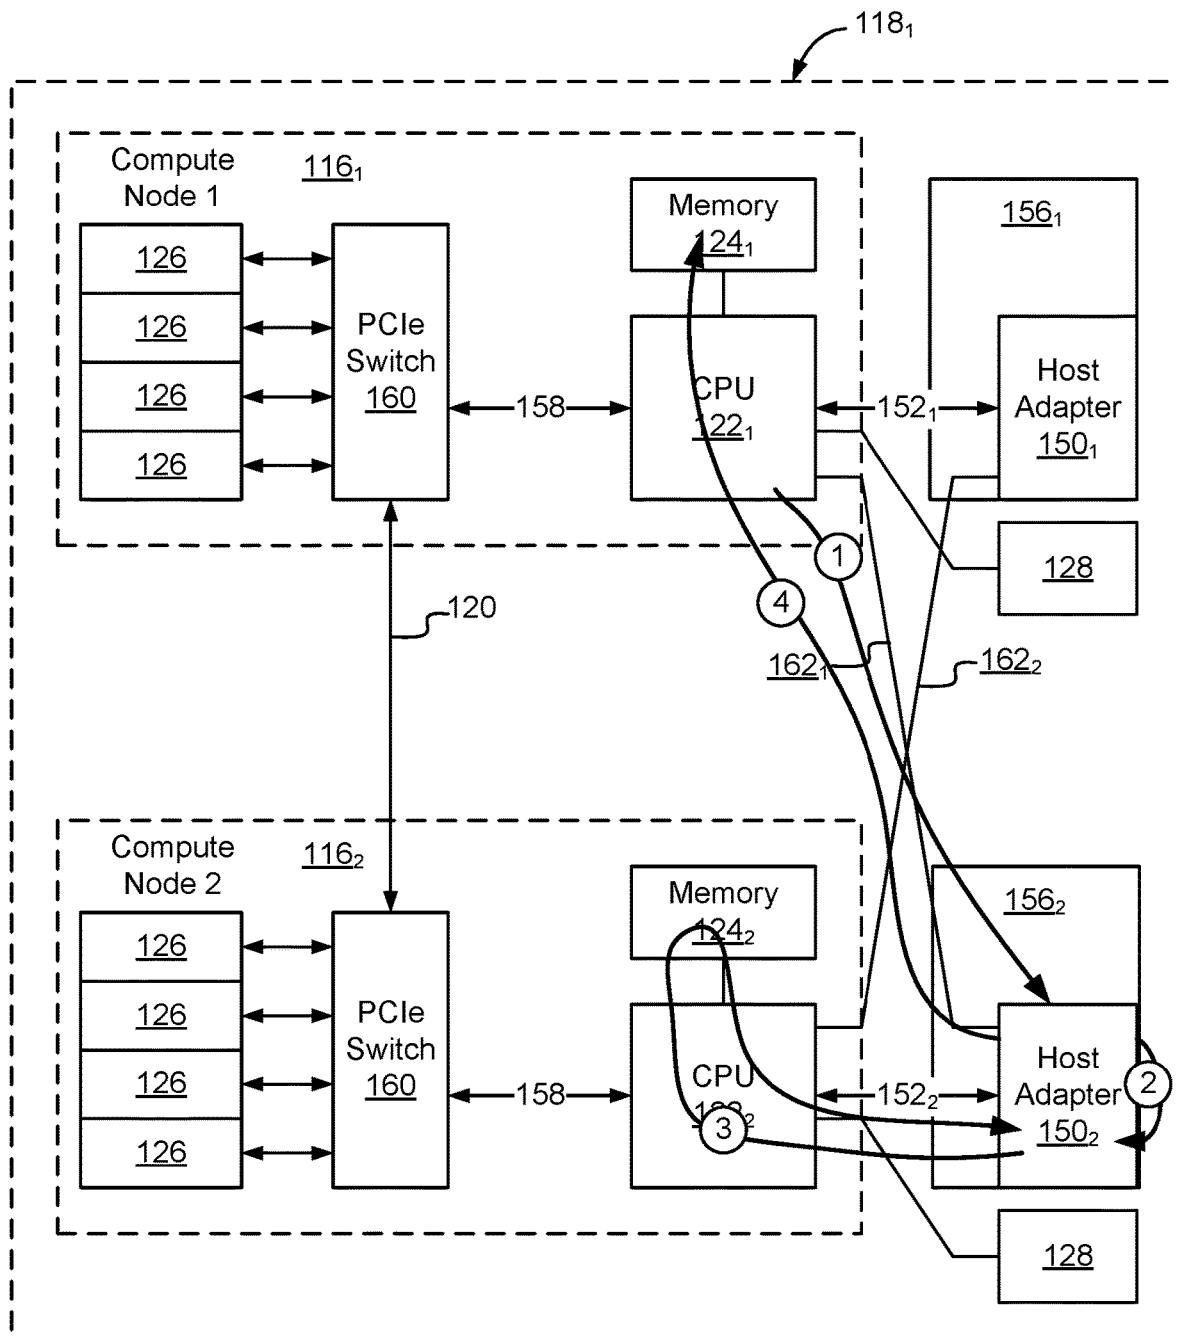 118₁
Compute
Node 1
116₁
126
126
126
126
PCIe
Switch
160
158
Memory
124₁
CPU
122₁
152₁
156₁
Host
Adapter
150₁
128
1
4
120
162₁
162₂
Compute
Node 2
116₂
126
126
126
126
PCIe
Switch
160
158
Memory
124₂
CPU
3
152₂
156₂
Host
Adapter
150₂
2
128